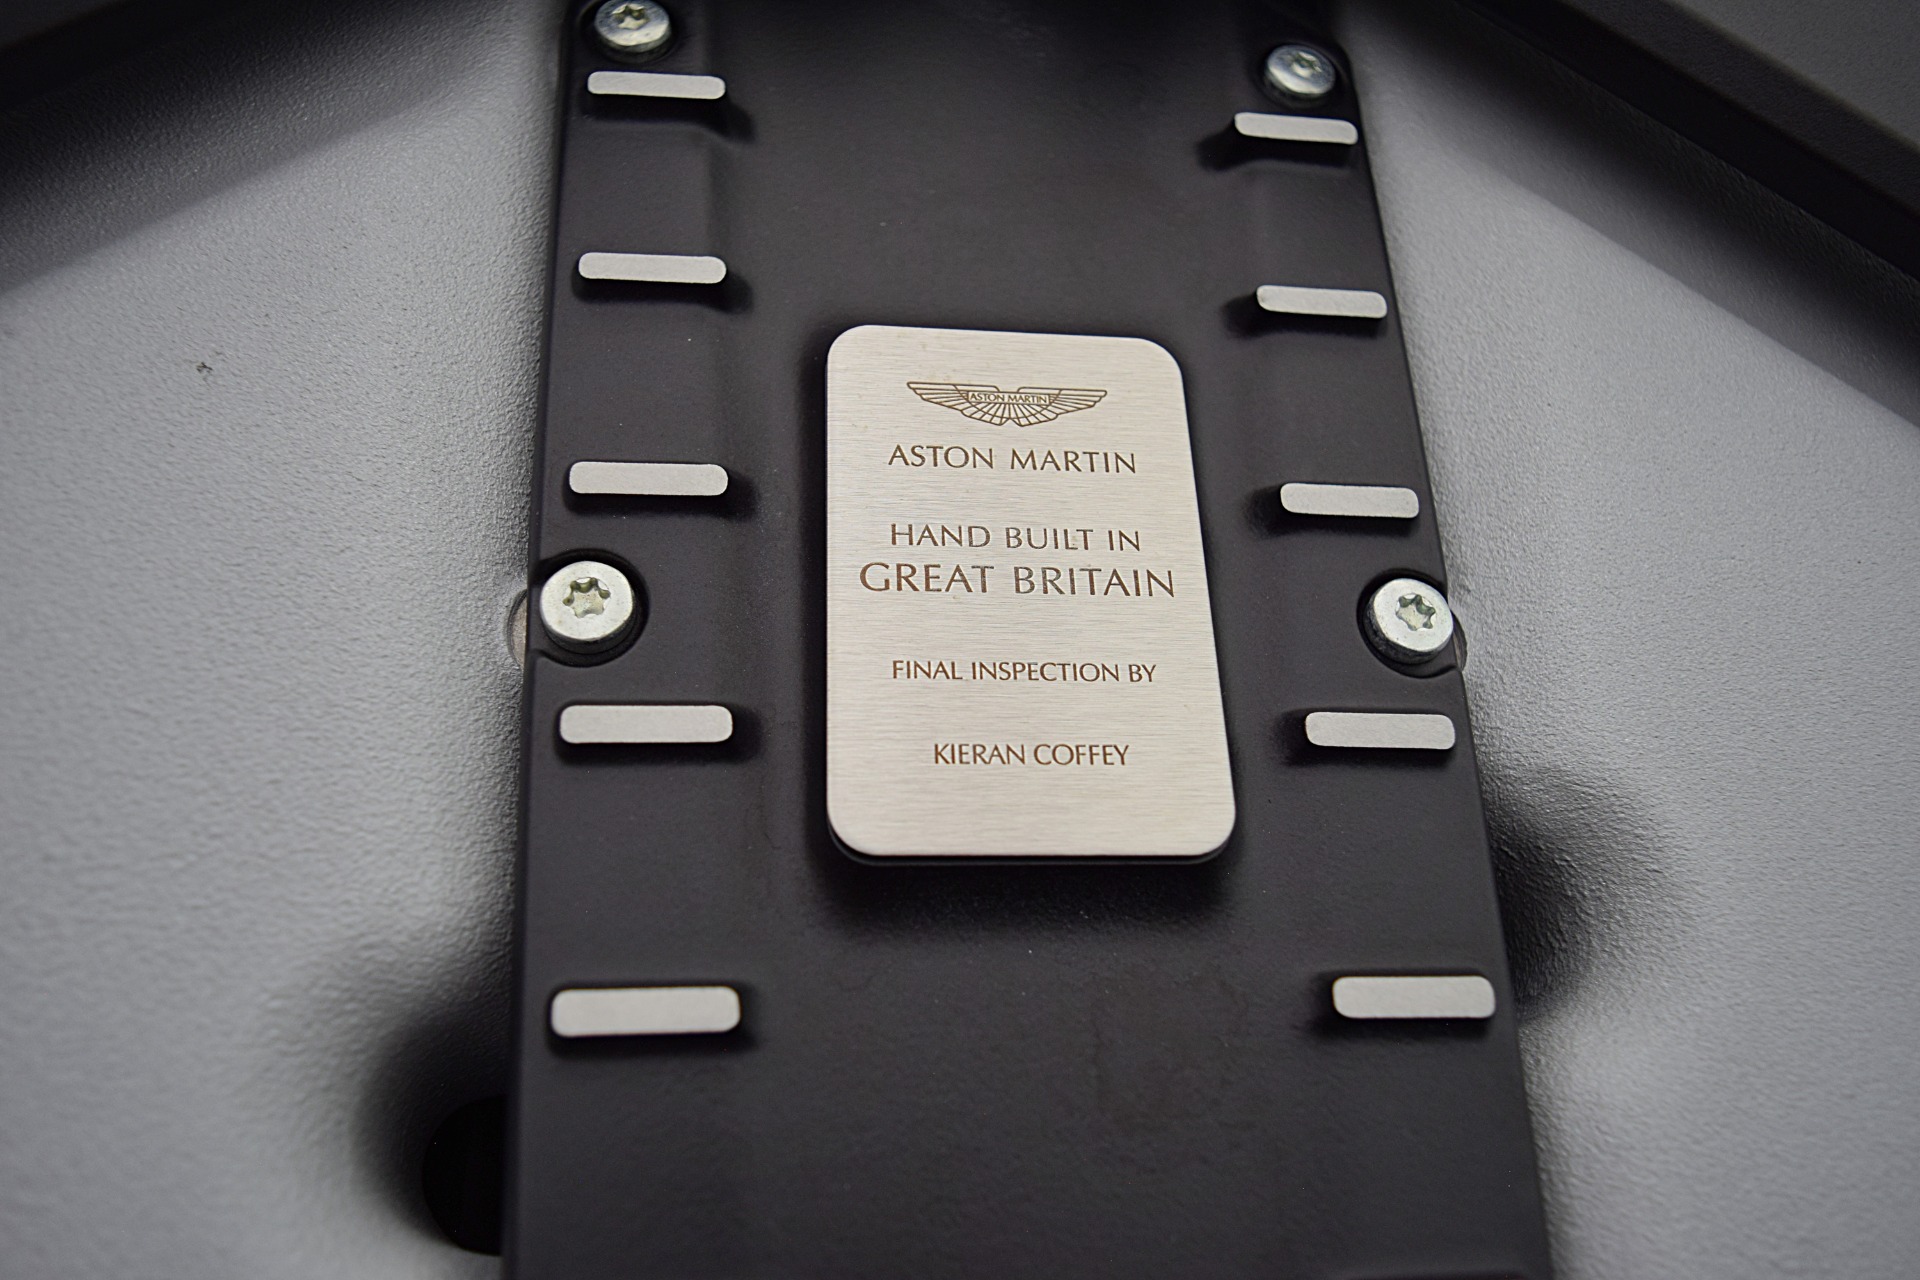 ASTON MARTIN
ASTON MARTIN
HAND BUILT IN
GREAT BRITAIN
FINAL INSPECTION BY
KIERAN COFFEY